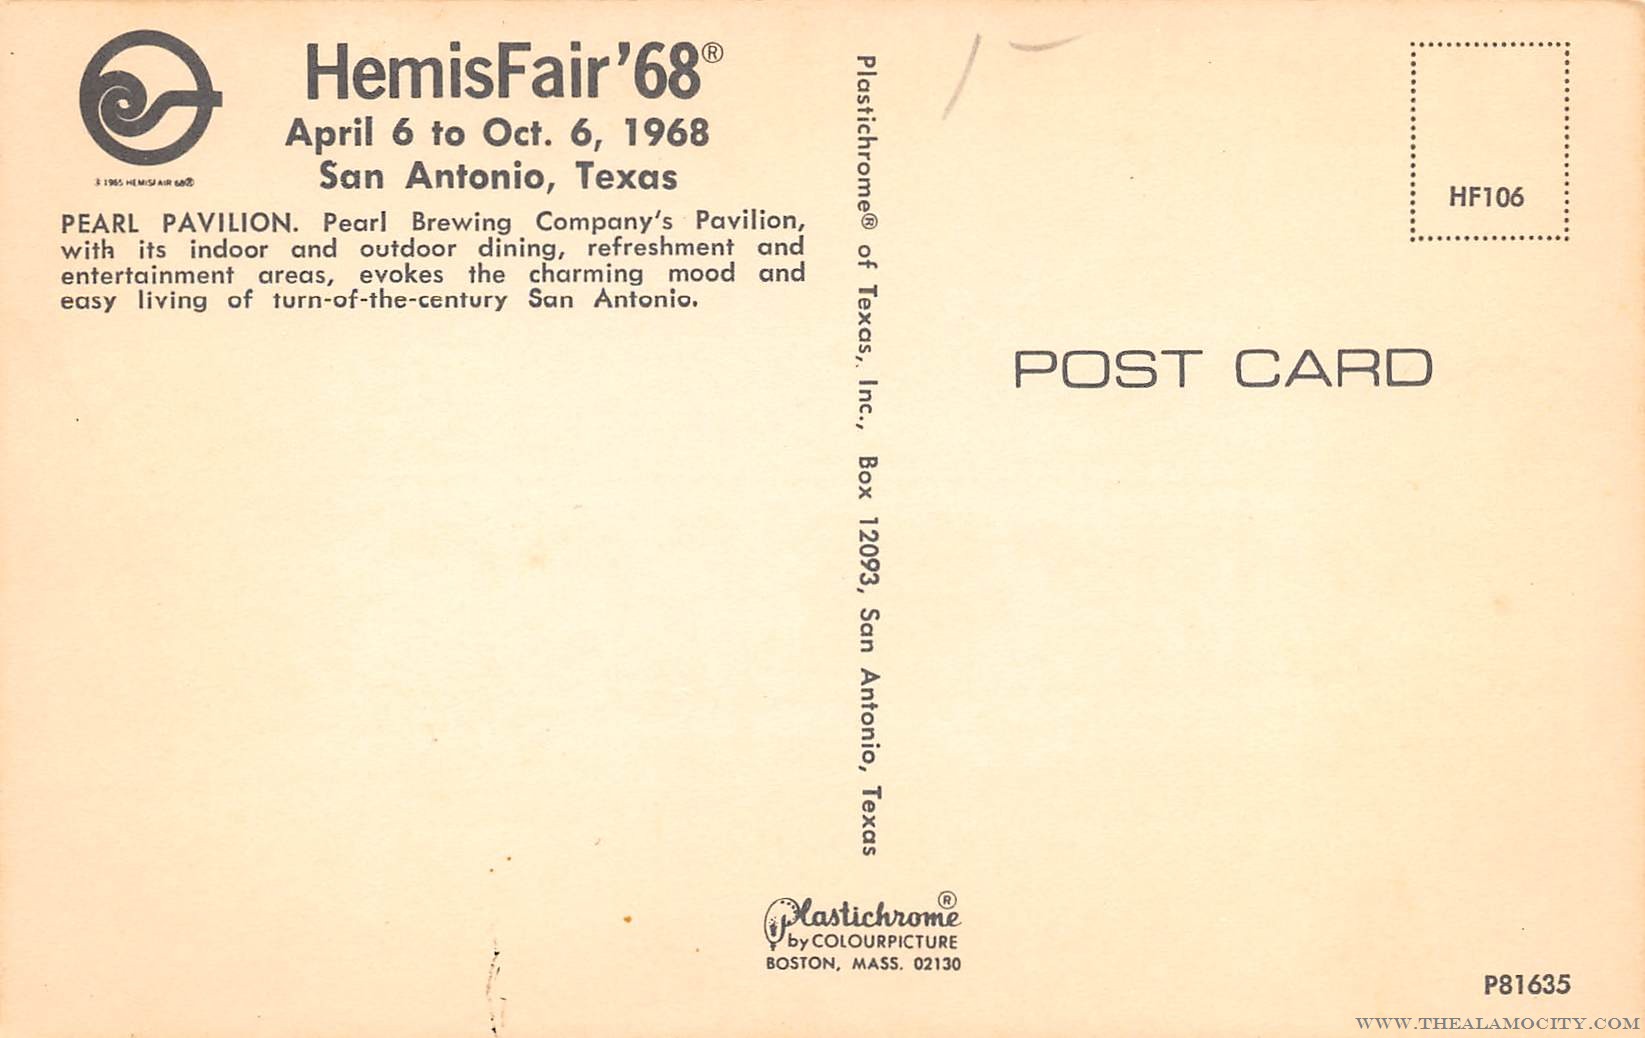 HemisFair '68®
April 6 to Oct. 6, 1968
San Antonio, Texas
© 1965 HEMISFAIR 68®
PEARL PAVILION. Pearl Brewing Company's Pavilion,
with its indoor and outdoor dining, refreshment and
entertainment areas, evokes the charming mood and
easy living of turn-of-the-century San Antonio.
Plastichrome® of Texas, Inc., Box 12093, San Antonio, Texas
Plastichrome®
by COLOURPICTURE
BOSTON, MASS. 02130
HF106
POST CARD
P81635
WWW.THEALAMOCITY.COM